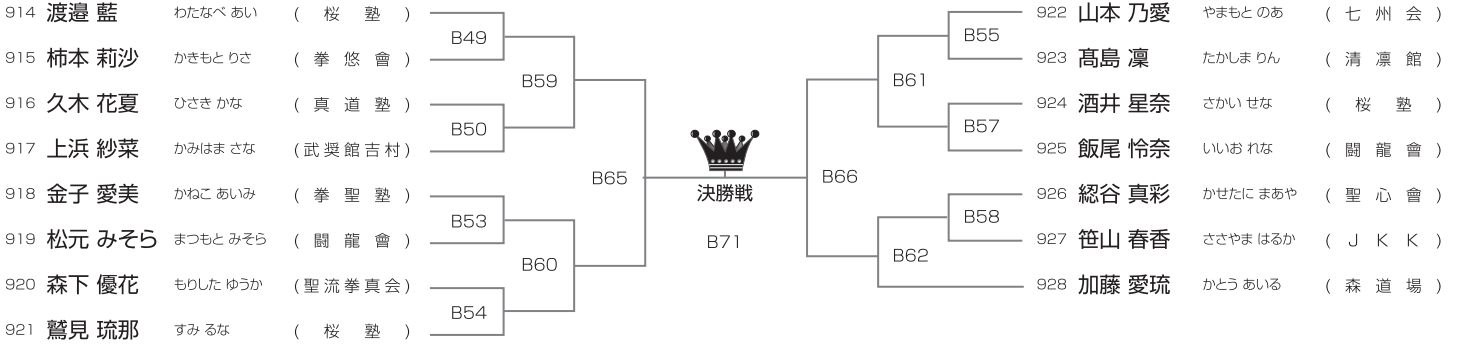 914 渡邉 藍 わたなべ あい ( 桜 塾 )
915 柿本 莉沙 かきもと りさ ( 拳 悠 會 )
916 久木 花夏 ひさき かな ( 真 道 塾 )
917 上浜 紗菜 かみはま さな (武奨館吉村)
918 金子 愛美 かねこ あいみ ( 拳 聖 塾 )
919 松元 みそら まつもと みそら ( 闘 龍 會 )
920 森下 優花 もりした ゆうか (聖流拳真会)
921 鷲見 琉那 すみ るな ( 桜 塾 )
B49
B50
B53
B54
B59
B60
B65
決勝戦
B71
B66
B61
B62
B55
B57
B58
922 山本 乃愛 やまもと のあ ( 七 州 会 )
923 髙島 凜 たかしま りん ( 清 凛 館 )
924 酒井 星奈 さかい せな ( 桜 塾 )
925 飯尾 怜奈 いいお れな ( 闘 龍 會 )
926 綛谷 真彩 かせたに まあや ( 聖 心 會 )
927 笹山 春香 ささやま はるか ( J K K )
928 加藤 愛琉 かとう あいる ( 森 道 場 )